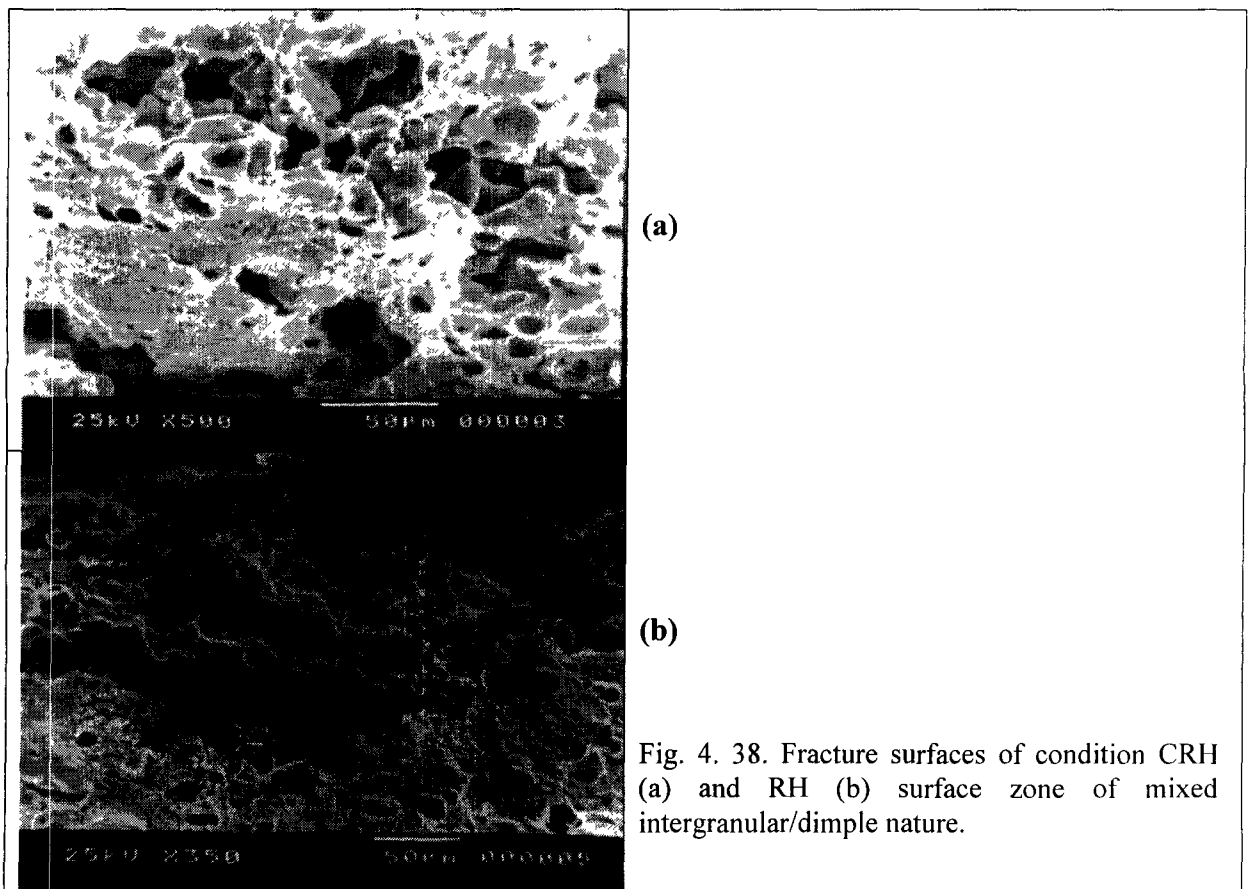 (a)
25kV X500 50µm 000003
(b)
Fig. 4. 38. Fracture surfaces of condition CRH
(a) and RH (b) surface zone of mixed
intergranular/dimple nature.
25kV X350 50µm 000005